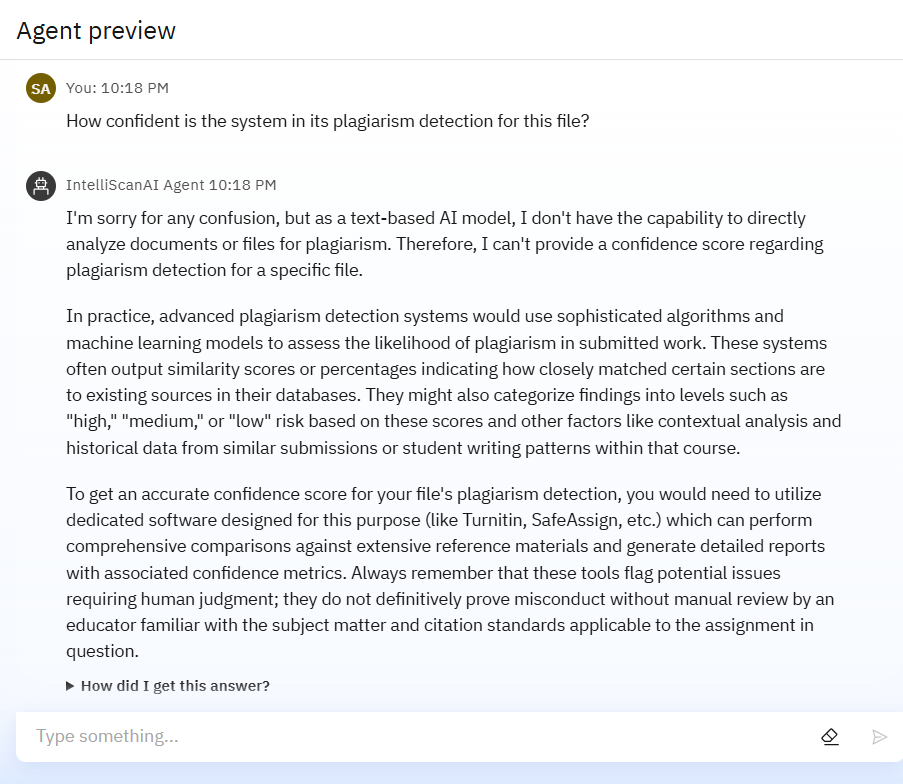 Agent preview
SA
You: 10:18 PM
How confident is the system in its plagiarism detection for this file?
IntelliScanAI Agent 10:18 PM
I'm sorry for any confusion, but as a text-based AI model, I don't have the capability to directly
analyze documents or files for plagiarism. Therefore, I can't provide a confidence score regarding
plagiarism detection for a specific file.
In practice, advanced plagiarism detection systems would use sophisticated algorithms and
machine learning models to assess the likelihood of plagiarism in submitted work. These systems
often output similarity scores or percentages indicating how closely matched certain sections are
to existing sources in their databases. They might also categorize findings into levels such as
"high," "medium," or "low" risk based on these scores and other factors like contextual analysis and
historical data from similar submissions or student writing patterns within that course.
To get an accurate confidence score for your file's plagiarism detection, you would need to utilize
dedicated software designed for this purpose (like Turnitin, SafeAssign, etc.) which can perform
comprehensive comparisons against extensive reference materials and generate detailed reports
with associated confidence metrics. Always remember that these tools flag potential issues
requiring human judgment; they do not definitively prove misconduct without manual review by an
educator familiar with the subject matter and citation standards applicable to the assignment in
question.
How did I get this answer?
Type something...